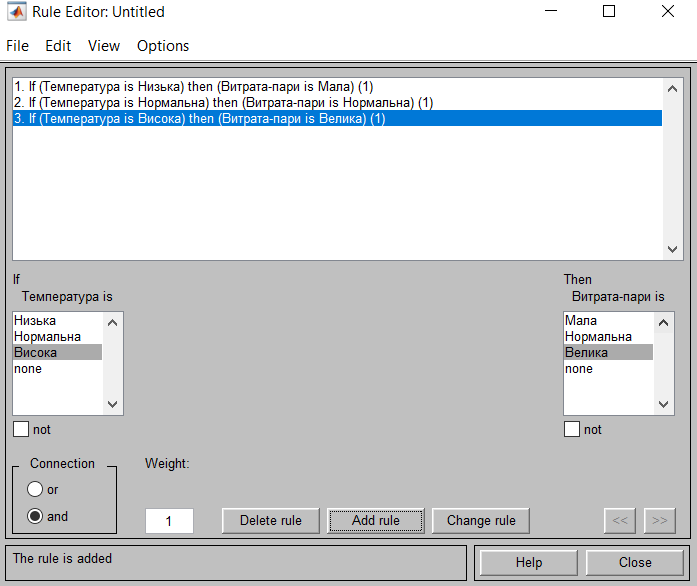 Rule Editor: Untitled
File Edit View Options
1. If (Температура is Низька) then (Витрата-пари is Мала) (1)
2. If (Температура is Нормальна) then (Витрата-пари is Нормальна) (1)
3. If (Температура is Висока) then (Витрата-пари is Велика) (1)
If
Температура is
Низька
Нормальна
Висока
none
not
Then
Витрата-пари is
Мала
Нормальна
Велика
none
not
Connection
or
and
Weight:
1
Delete rule
Add rule
Change rule
<<
>>
The rule is added
Help
Close